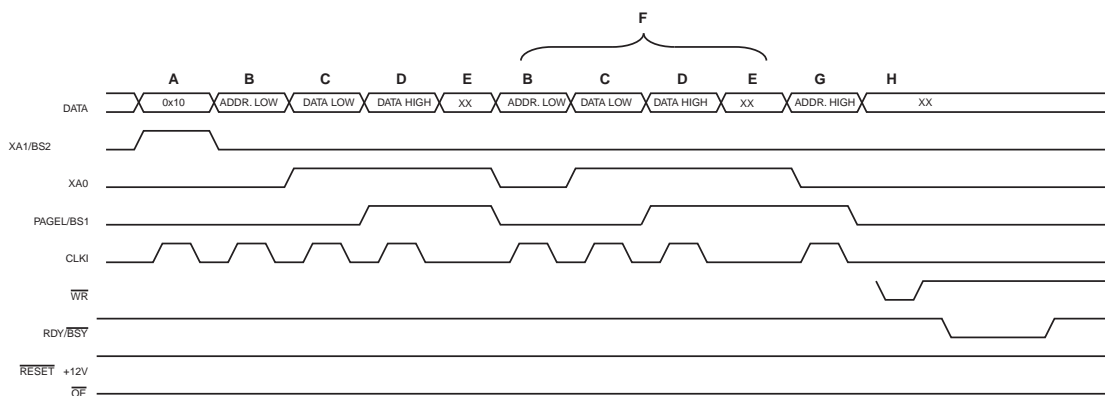 F
A B C D E B C D E G H
DATA 0x10 ADDR. LOW DATA LOW DATA HIGH XX ADDR. LOW DATA LOW DATA HIGH XX ADDR. HIGH XX
XA1/BS2
XA0
PAGEL/BS1
CLKI
WR
RDY/BSY
RESET +12V
OE